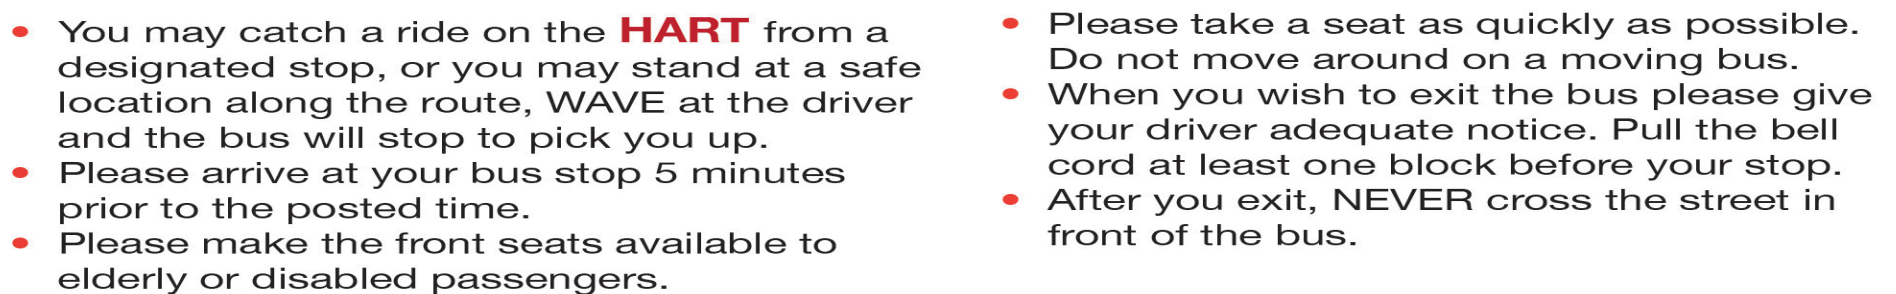 • You may catch a ride on the HART from a
designated stop, or you may stand at a safe
location along the route, WAVE at the driver
and the bus will stop to pick you up.
• Please arrive at your bus stop 5 minutes
prior to the posted time.
• Please make the front seats available to
elderly or disabled passengers.
• Please take a seat as quickly as possible.
Do not move around on a moving bus.
• When you wish to exit the bus please give
your driver adequate notice. Pull the bell
cord at least one block before your stop.
• After you exit, NEVER cross the street in
front of the bus.